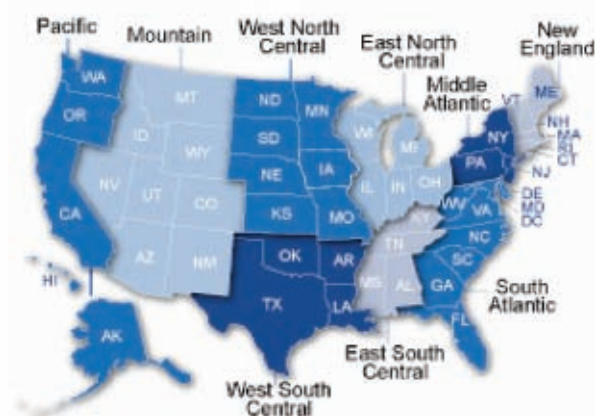 Pacific
Mountain
West North
Central
East North
Central
Middle
Atlantic
New
England
WA
OR
CA
HI
AK
MT
ID
WY
NV
UT
CO
AZ
NM
ND
SD
NE
KS
MN
IA
MO
OK
AR
TX
LA
WI
MI
IL
IN
OH
KY
TN
MS
AL
NY
PA
NJ
VT
ME
NH
MA
RI
CT
DE
MD
DC
WV
VA
NC
SC
GA
FL
South
Atlantic
East South
Central
West South
Central